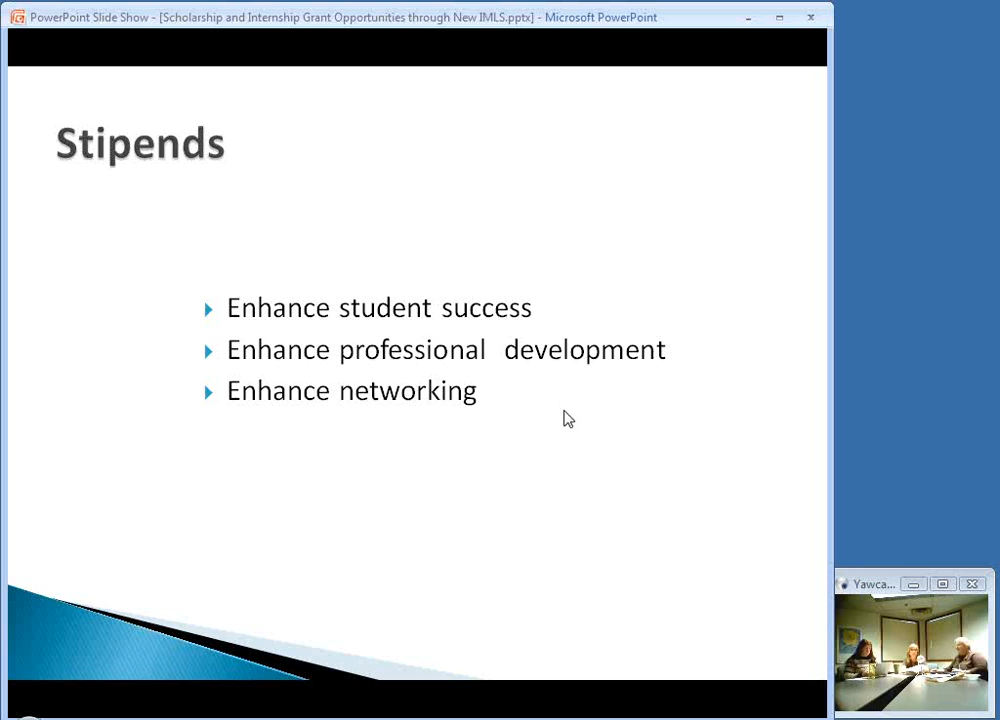 PowerPoint Slide Show - [Scholarship and Internship Grant Opportunities through New IMLS.pptx] - Microsoft PowerPoint
Stipends
Enhance student success
Enhance professional development
Enhance networking
Yawca...